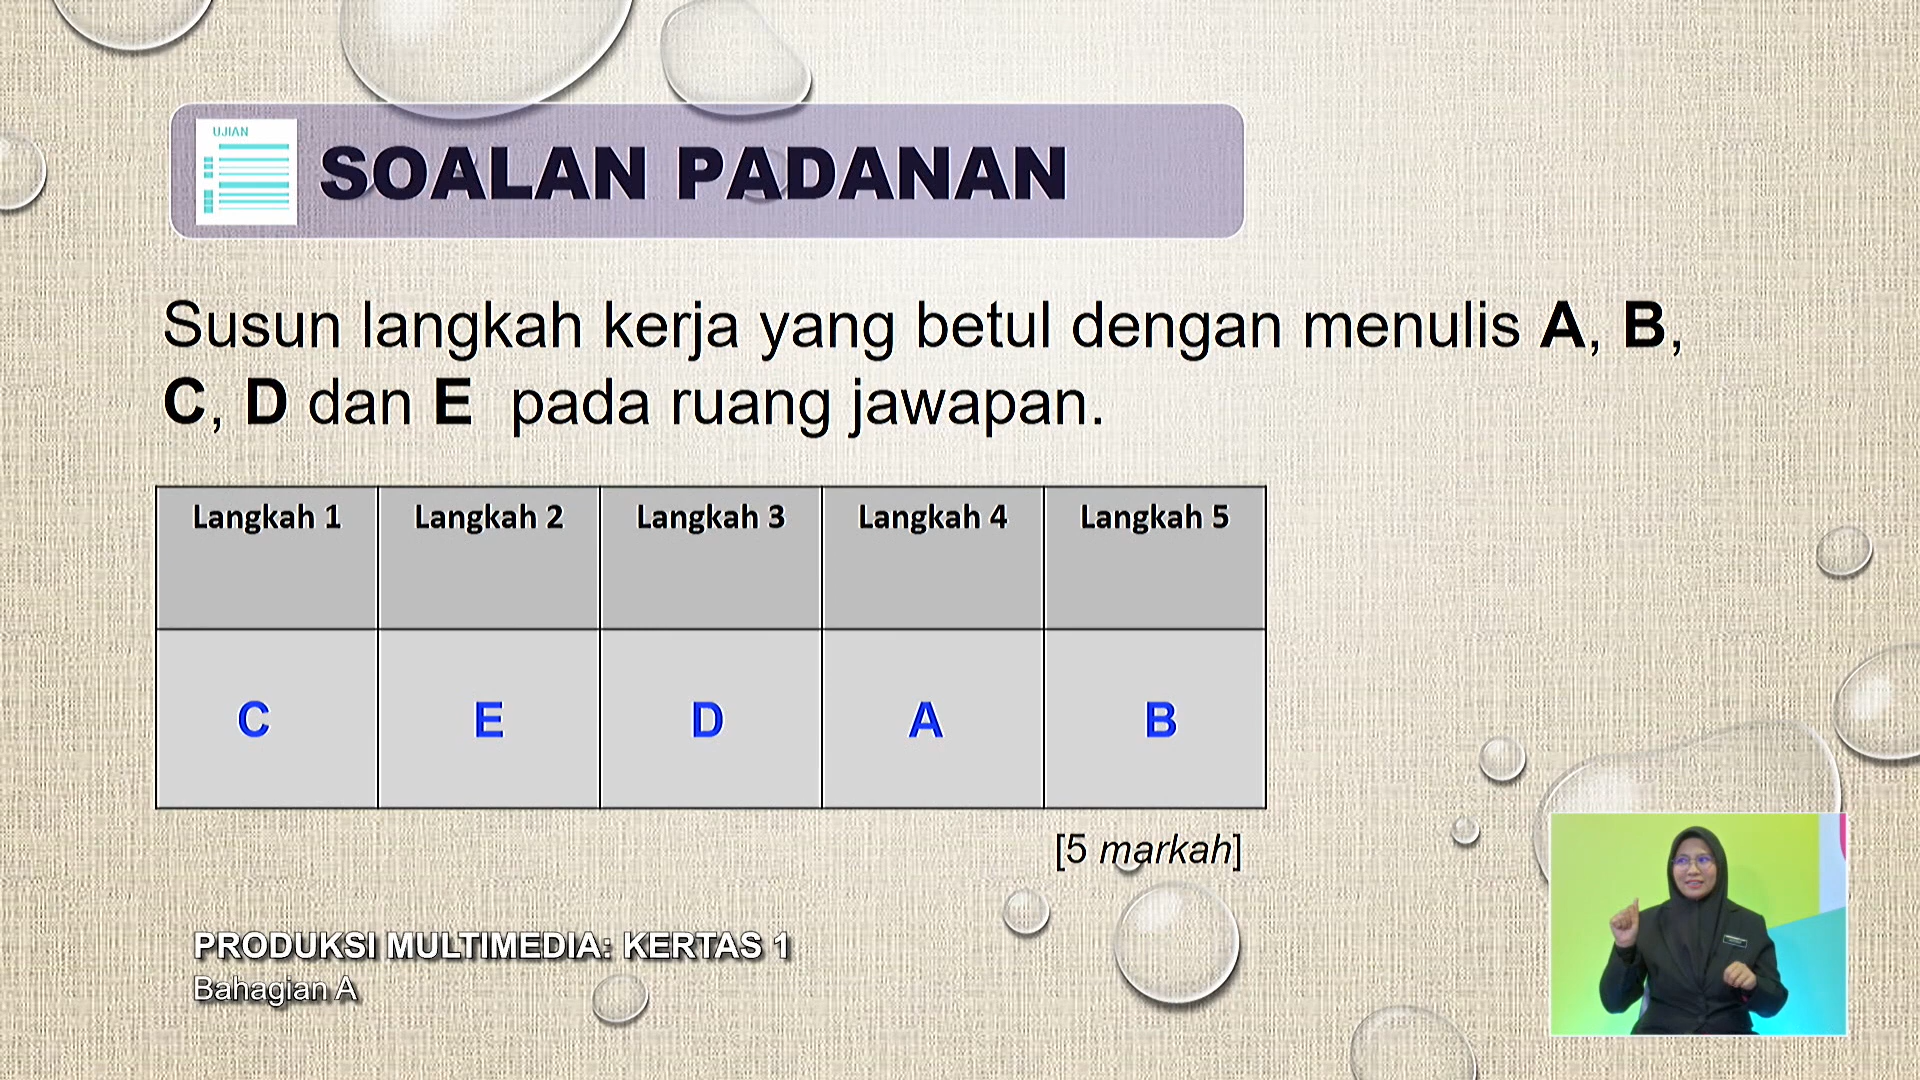 UJIAN
SOALAN PADANAN
Susun langkah kerja yang betul dengan menulis A, B,
C, D dan E pada ruang jawapan.
Langkah 1 Langkah 2 Langkah 3 Langkah 4 Langkah 5
C E D A B
[5 markah]
PRODUKSI MULTIMEDIA: KERTAS 1
Bahagian A